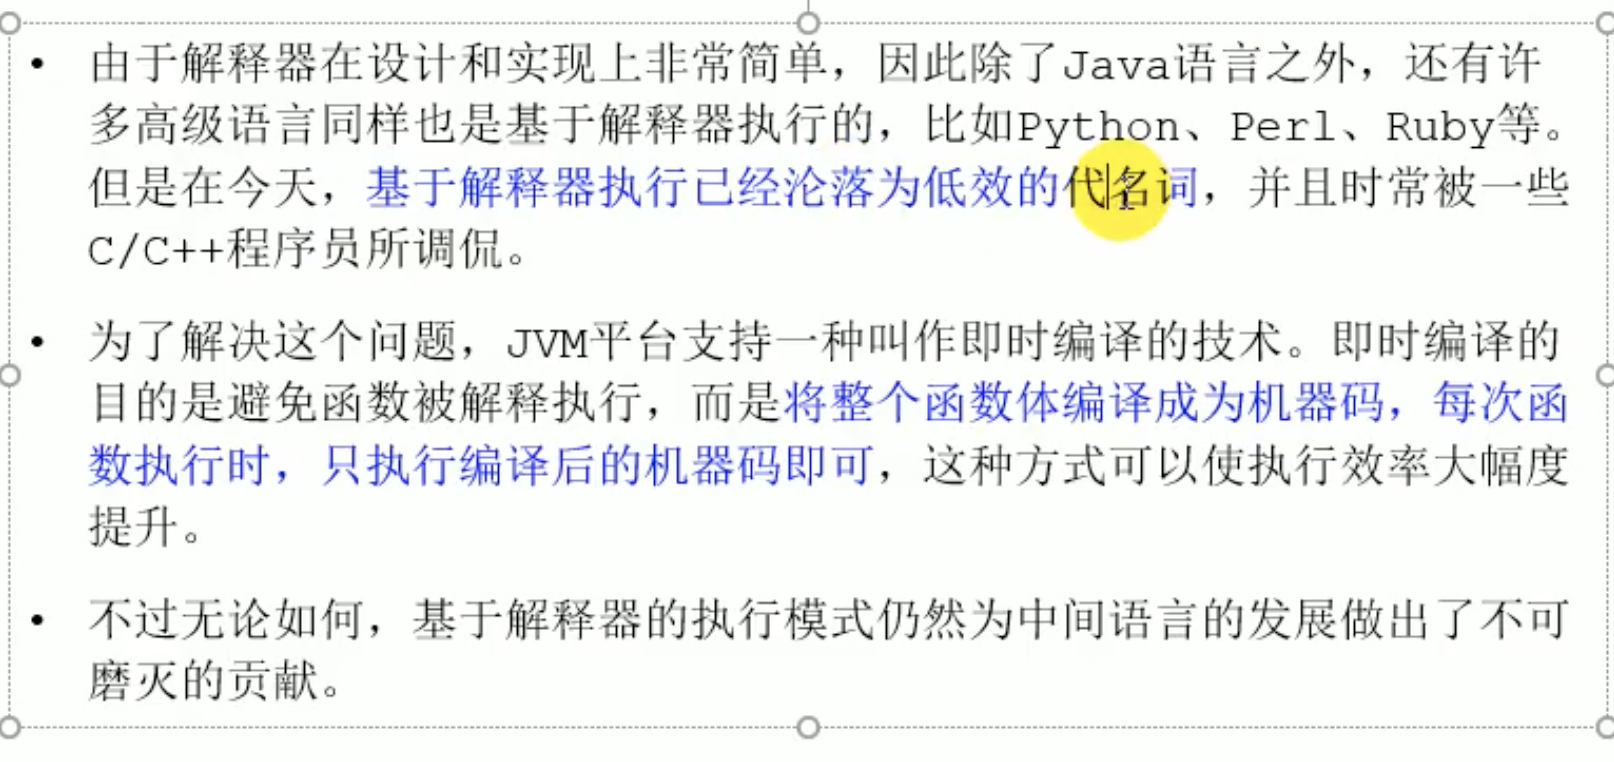 • 由于解释器在设计和实现上非常简单，因此除了Java语言之外，还有许
多高级语言同样也是基于解释器执行的，比如Python、Perl、Ruby等。
但是在今天，基于解释器执行已经沦落为低效的代名词，并且时常被一些
C/C++程序员所调侃。
• 为了解决这个问题，JVM平台支持一种叫作即时编译的技术。即时编译的
目的是避免函数被解释执行，而是将整个函数体编译成为机器码，每次函
数执行时，只执行编译后的机器码即可，这种方式可以使执行效率大幅度
提升。
• 不过无论如何，基于解释器的执行模式仍然为中间语言的发展做出了不可
磨灭的贡献。